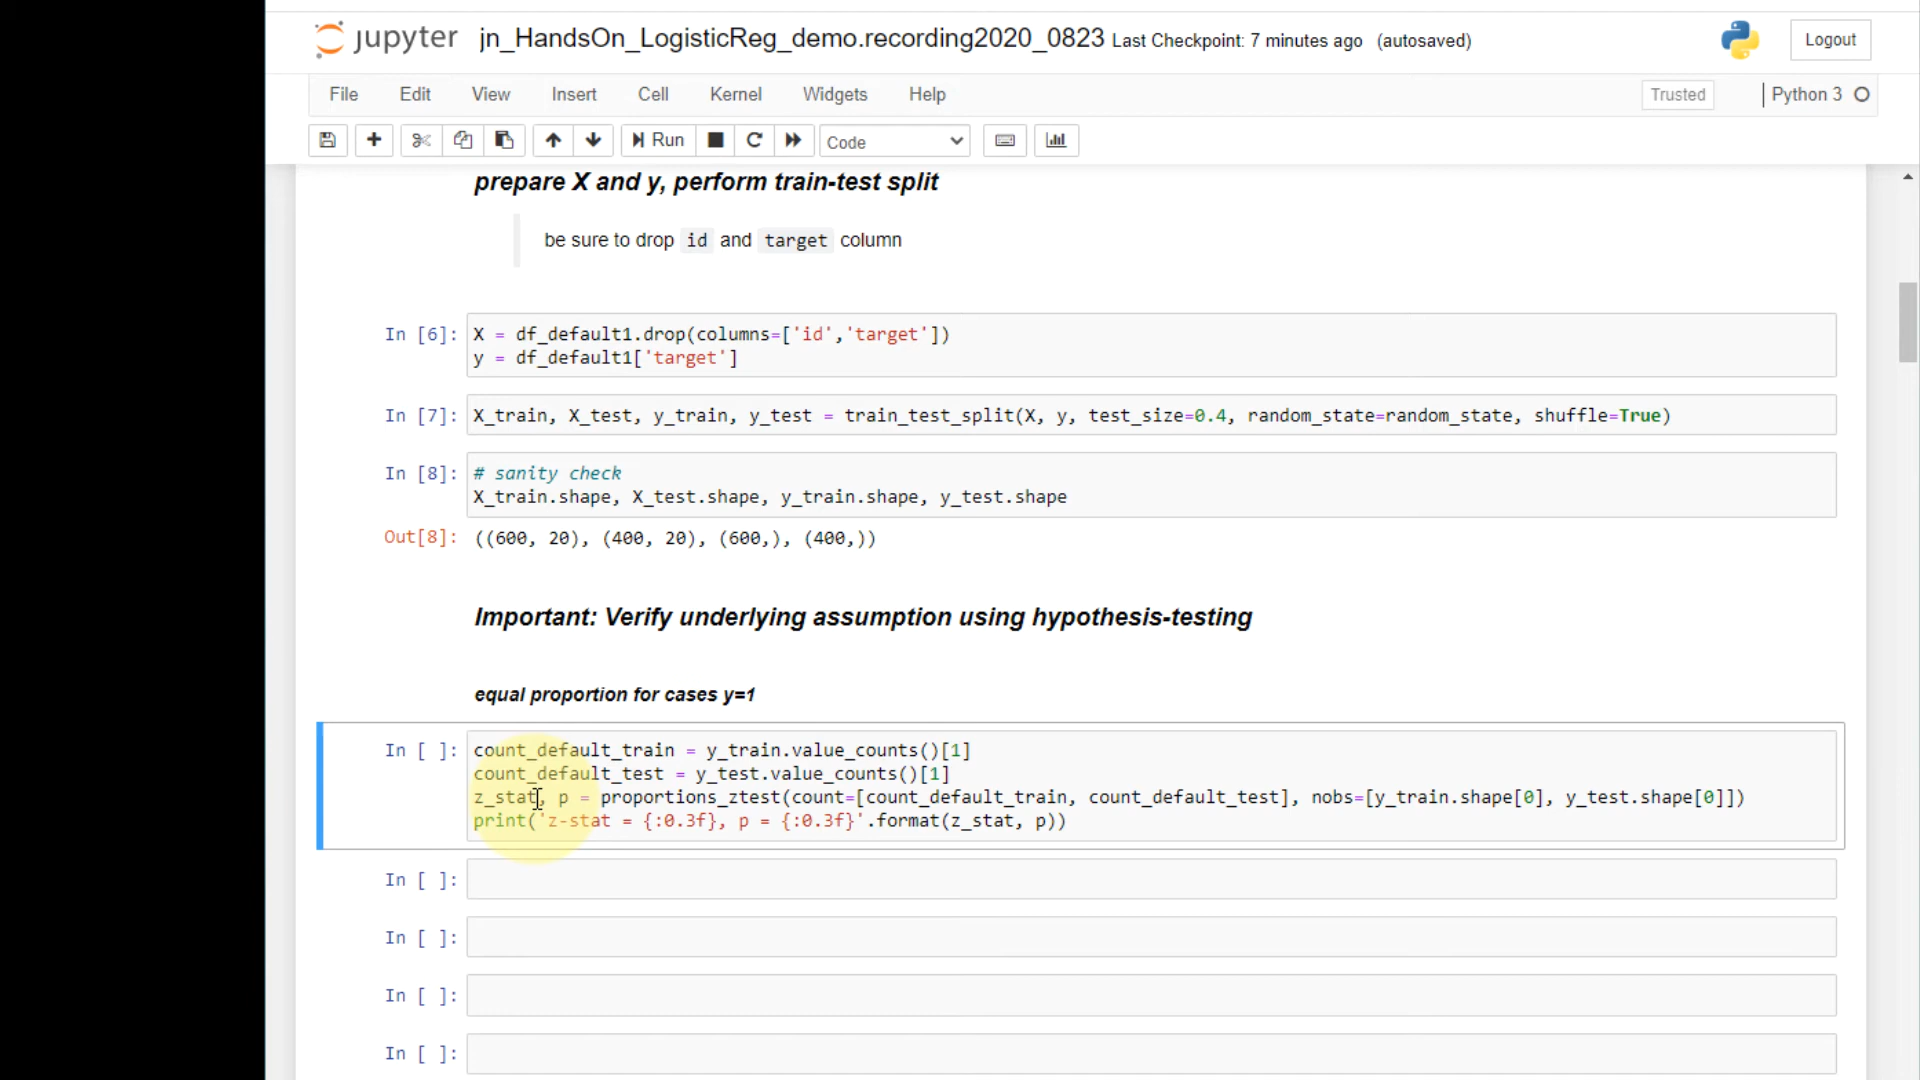 jupyter jn_HandsOn_LogisticReg_demo.recording2020_0823 Last Checkpoint: 7 minutes ago (autosaved) Logout
File Edit View Insert Cell Kernel Widgets Help Trusted Python 3
Run Code
prepare X and y, perform train-test split
be sure to drop id and target column
In [6]: X = df_default1.drop(columns=['id','target'])
y = df_default1['target']
In [7]: X_train, X_test, y_train, y_test = train_test_split(X, y, test_size=0.4, random_state=random_state, shuffle=True)
In [8]: # sanity check
X_train.shape, X_test.shape, y_train.shape, y_test.shape
Out[8]: ((600, 20), (400, 20), (600,), (400,))
Important: Verify underlying assumption using hypothesis-testing
equal proportion for cases y=1
In [ ]: count_default_train = y_train.value_counts()[1]
count_default_test = y_test.value_counts()[1]
z_stat, p = proportions_ztest(count=[count_default_train, count_default_test], nobs=[y_train.shape[0], y_test.shape[0]])
print('z-stat = {:0.3f}, p = {:0.3f}'.format(z_stat, p))
In [ ]:
In [ ]:
In [ ]:
In [ ]: